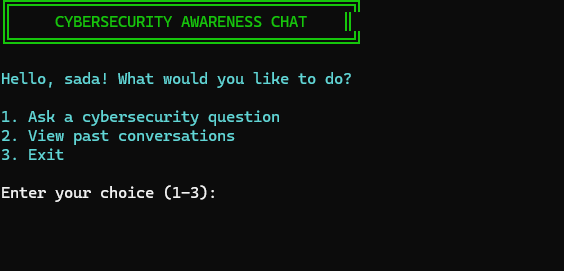 CYBERSECURITY AWARENESS CHAT
Hello, sada! What would you like to do?
1. Ask a cybersecurity question
2. View past conversations
3. Exit
Enter your choice (1-3):